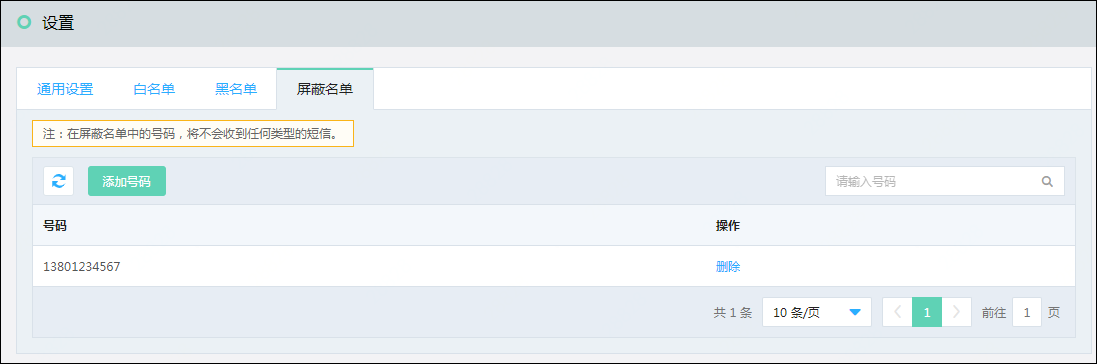 设置
通用设置 白名单 黑名单 屏蔽名单
注：在屏蔽名单中的号码，将不会收到任何类型的短信。
添加号码 请输入号码
号码 操作
13801234567 删除
共 1 条 10 条/页 1 前往 1 页